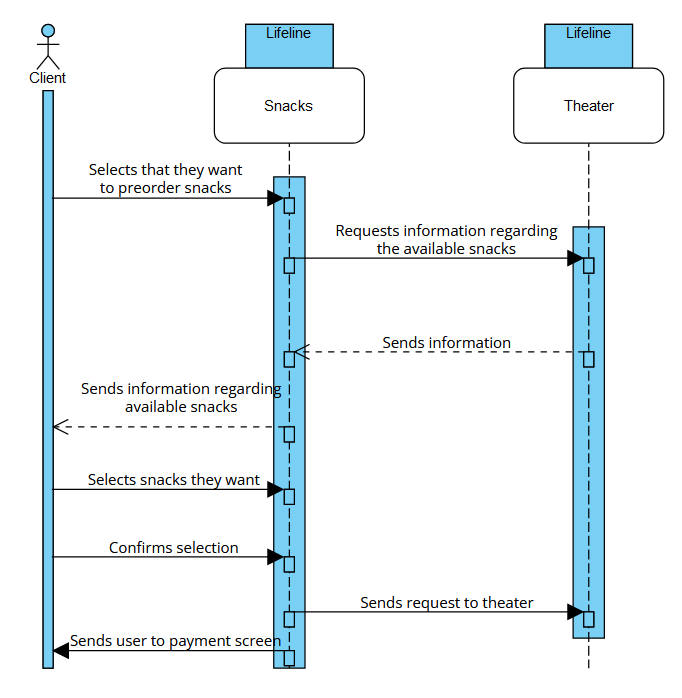 Lifeline
Lifeline
Client
Snacks
Theater
Selects that they want
to preorder snacks
Requests information regarding
the available snacks
Sends information
Sends information regarding
available snacks
Selects snacks they want
Confirms selection
Sends request to theater
Sends user to payment screen